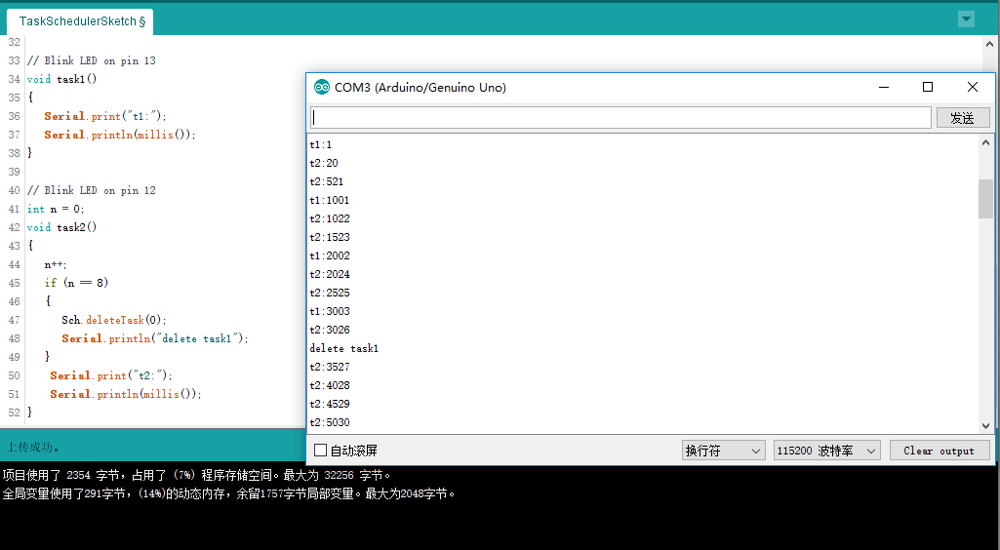 TaskSchedulerSketch §
32
33 // Blink LED on pin 13
34 void task1()
35 {
36 Serial.print("t1:");
37 Serial.println(millis());
38 }
39
40 // Blink LED on pin 12
41 int n = 0;
42 void task2()
43 {
44 n++;
45 if (n == 8)
46 {
47 Sch.deleteTask(0);
48 Serial.println("delete task1");
49 }
50 Serial.print("t2:");
51 Serial.println(millis());
52 }
COM3 (Arduino/Genuino Uno)
发送
t1:1
t2:20
t2:521
t1:1001
t2:1022
t2:1523
t1:2002
t2:2024
t2:2525
t1:3003
t2:3026
delete task1
t2:3527
t2:4028
t2:4529
t2:5030
自动滚屏
换行符
115200 波特率
Clear output
上传成功。
项目使用了 2354 字节，占用了 (7%) 程序存储空间。最大为 32256 字节。
全局变量使用了291字节，(14%)的动态内存，余留1757字节局部变量。最大为2048字节。